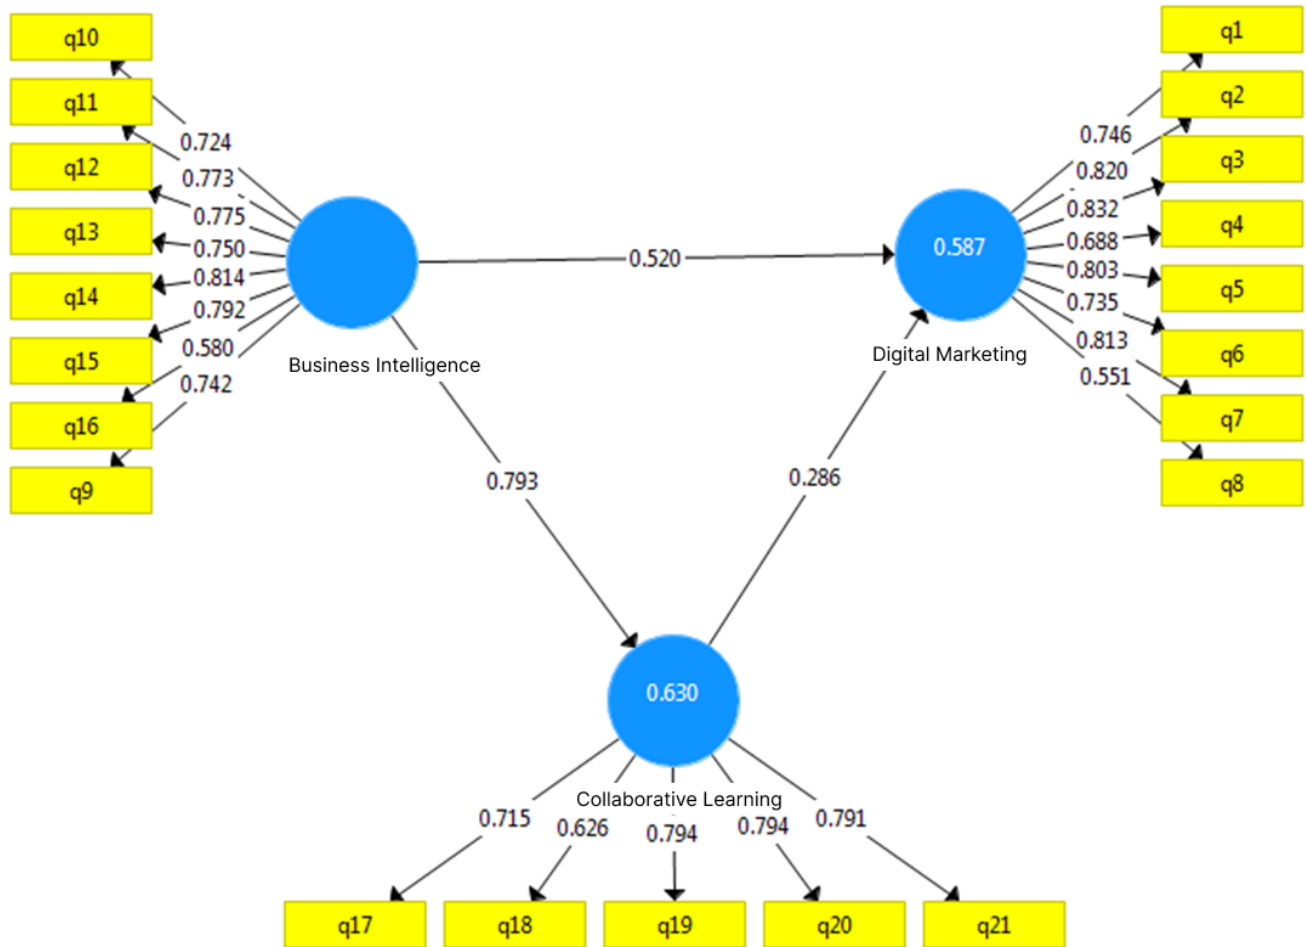 q10
q11
q12
q13
q14
q15
q16
q9
0.724
0.773
0.775
0.750
0.814
0.792
0.580
0.742
Business Intelligence
0.520
0.793
0.286
0.587
Digital Marketing
0.746
0.820
0.832
0.688
0.803
0.735
0.813
0.551
q1
q2
q3
q4
q5
q6
q7
q8
0.630
Collaborative Learning
0.715
0.626
0.794
0.794
0.791
q17
q18
q19
q20
q21